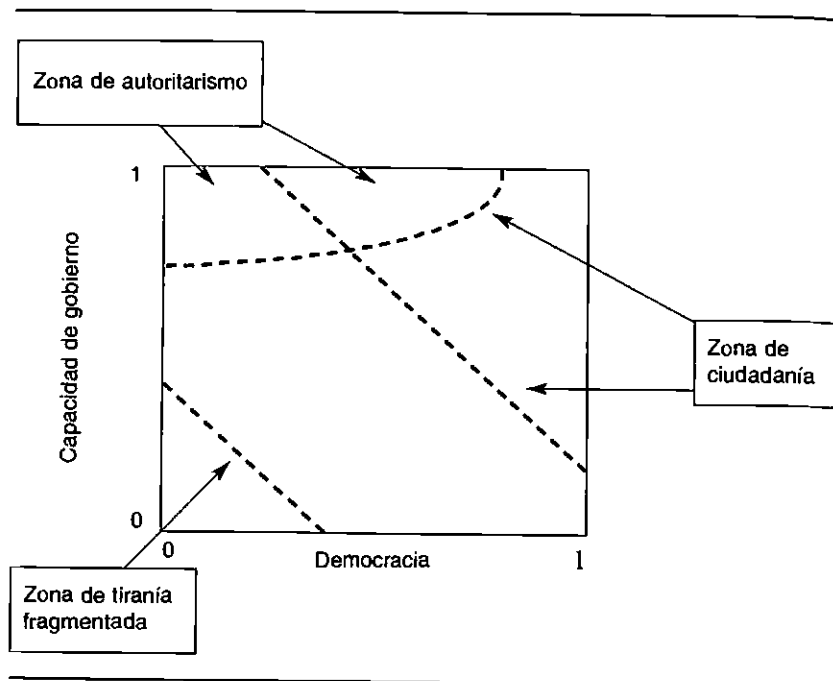 Zona de autoritarismo
1
Capacidad de gobierno
Zona de
ciudadanía
0
0
Democracia
1
Zona de tiranía
fragmentada